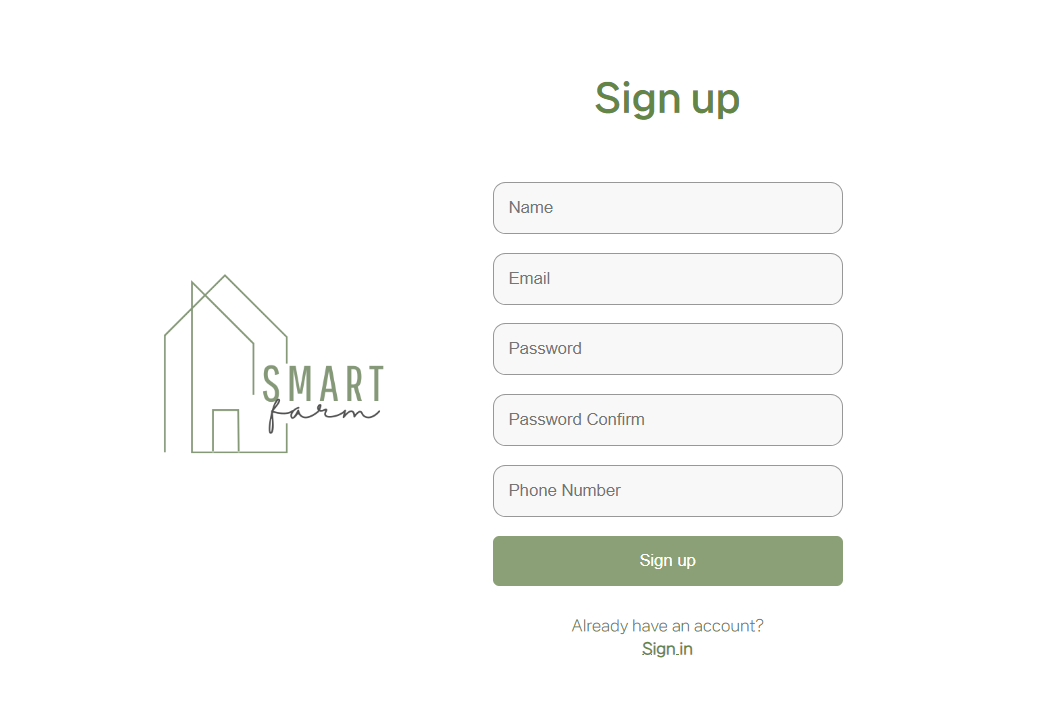 Sign up
Name
Email
Password
Password Confirm
Phone Number
Sign up
Already have an account?
Sign in
SMART
farm